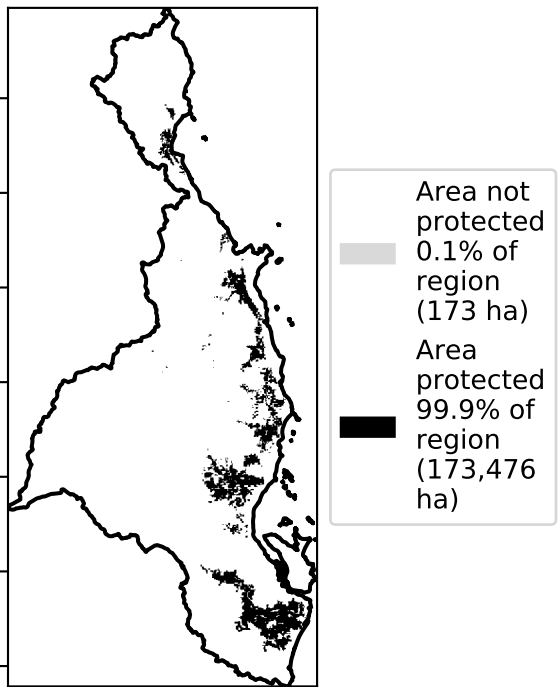 Area not
protected
0.1% of
region
(173 ha)
Area
protected
99.9% of
region
(173,476
ha)